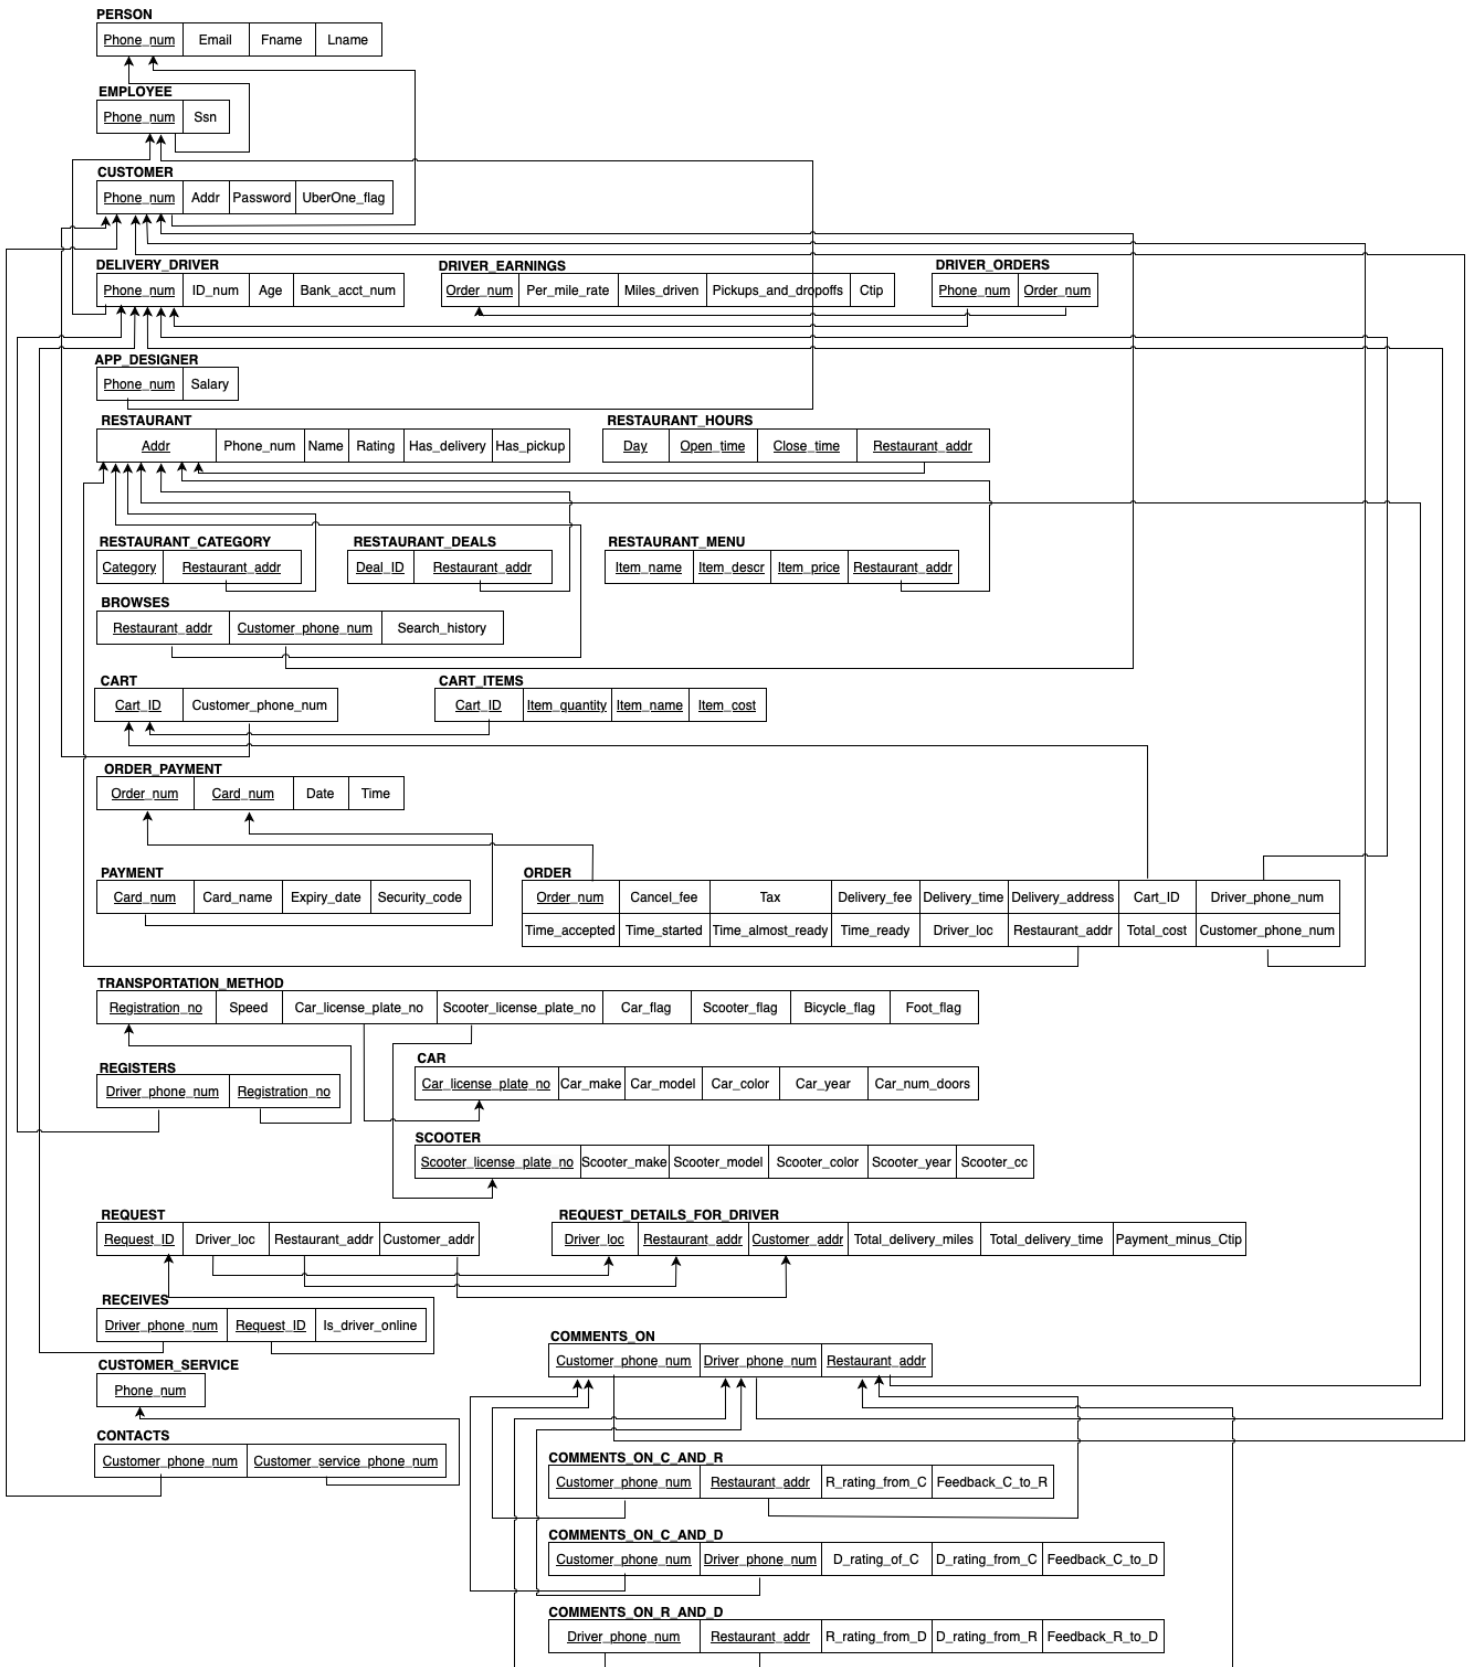 PERSON
Phone_num Email Fname Lname
EMPLOYEE
Phone_num Ssn
CUSTOMER
Phone_num Addr Password UberOne_flag
DELIVERY_DRIVER DRIVER_EARNINGS DRIVER_ORDERS
Phone_num ID_num Age Bank_acct_num Order_num Per_mile_rate Miles_driven Pickups_and_dropoffs Ctip Phone_num Order_num
APP_DESIGNER
Phone_num Salary
RESTAURANT RESTAURANT_HOURS
Addr Phone_num Name Rating Has_delivery Has_pickup Day Open_time Close_time Restaurant_addr
RESTAURANT_CATEGORY RESTAURANT_DEALS RESTAURANT_MENU
Category Restaurant_addr Deal_ID Restaurant_addr Item_name Item_descr Item_price Restaurant_addr
BROWSES
Restaurant_addr Customer_phone_num Search_history
CART CART_ITEMS
Cart_ID Customer_phone_num Cart_ID Item_quantity Item_name Item_cost
ORDER_PAYMENT
Order_num Card_num Date Time
PAYMENT ORDER
Card_num Card_name Expiry_date Security_code Order_num Cancel_fee Tax Delivery_fee Delivery_time Delivery_address Cart_ID Driver_phone_num
Time_accepted Time_started Time_almost_ready Time_ready Driver_loc Restaurant_addr Total_cost Customer_phone_num
TRANSPORTATION_METHOD
Registration_no Speed Car_license_plate_no Scooter_license_plate_no Car_flag Scooter_flag Bicycle_flag Foot_flag
CAR
REGISTERS
Car_license_plate_no Car_make Car_model Car_color Car_year Car_num_doors
Driver_phone_num Registration_no
SCOOTER
Scooter_license_plate_no Scooter_make Scooter_model Scooter_color Scooter_year Scooter_cc
REQUEST REQUEST_DETAILS_FOR_DRIVER
Request_ID Driver_loc Restaurant_addr Customer_addr Driver_loc Restaurant_addr Customer_addr Total_delivery_miles Total_delivery_time Payment_minus_Ctip
RECEIVES
Driver_phone_num Request_ID Is_driver_online
COMMENTS_ON
Customer_phone_num Driver_phone_num Restaurant_addr
CUSTOMER_SERVICE
Phone_num
CONTACTS
Customer_phone_num Customer_service_phone_num
COMMENTS_ON_C_AND_R
Customer_phone_num Restaurant_addr R_rating_from_C Feedback_C_to_R
COMMENTS_ON_C_AND_D
Customer_phone_num Driver_phone_num D_rating_of_C D_rating_from_C Feedback_C_to_D
COMMENTS_ON_R_AND_D
Driver_phone_num Restaurant_addr R_rating_from_D D_rating_from_R Feedback_R_to_D